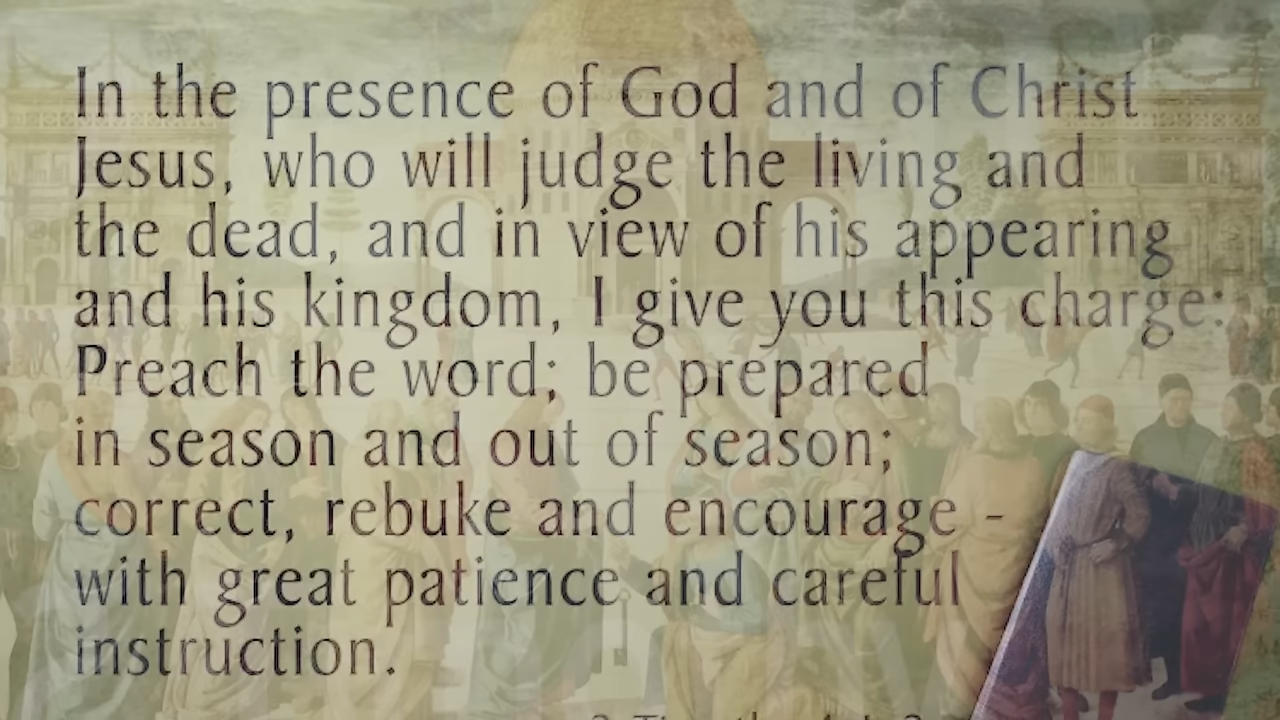 In the presence of God and of Christ
Jesus, who will judge the living and
the dead, and in view of his appearing
and his kingdom, I give you this charge:
Preach the word; be prepared
in season and out of season;
correct, rebuke and encourage -
with great patience and careful
instruction.